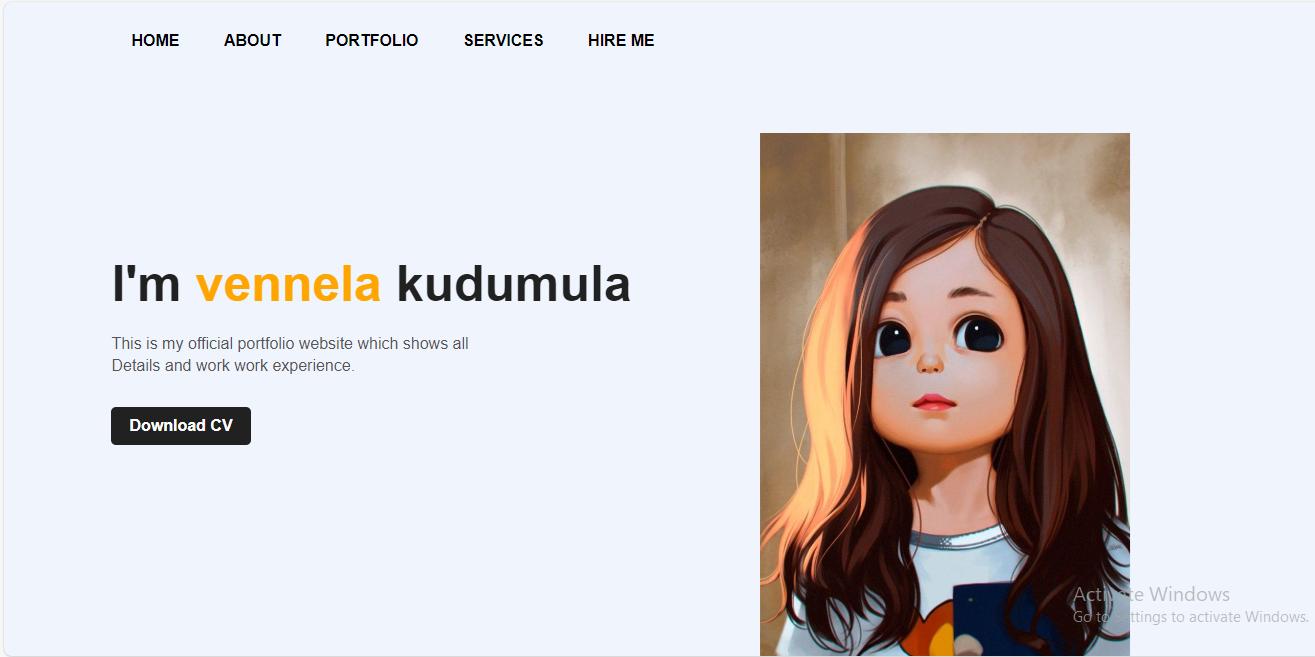 HOME ABOUT PORTFOLIO SERVICES HIRE ME
I'm vennela kudumula
This is my official portfolio website which shows all
Details and work work experience.
Download CV
Activate Windows
Go to Settings to activate Windows.